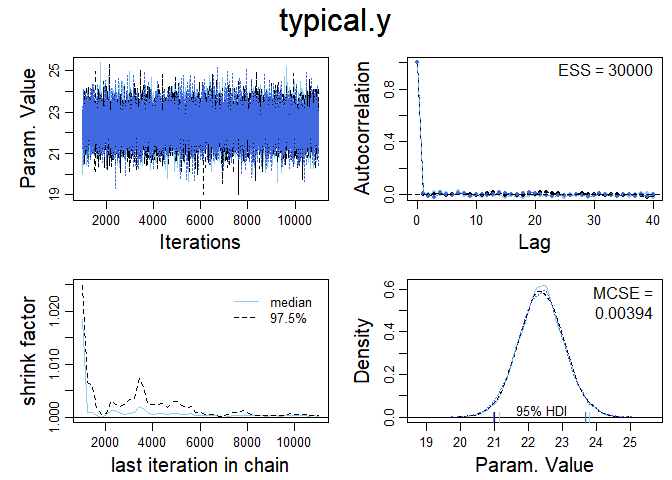 typical.y
Param. Value
19 21 23 25
2000 4000 6000 8000 10000
Iterations
Autocorrelation
0.0 0.4 0.8
ESS = 30000
0 10 20 30 40
Lag
shrink factor
1.000 1.010 1.020
median
97.5%
2000 4000 6000 8000 10000
last iteration in chain
Density
0.0 0.2 0.4 0.6
MCSE =
0.00394
95% HDI
19 20 21 22 23 24 25
Param. Value